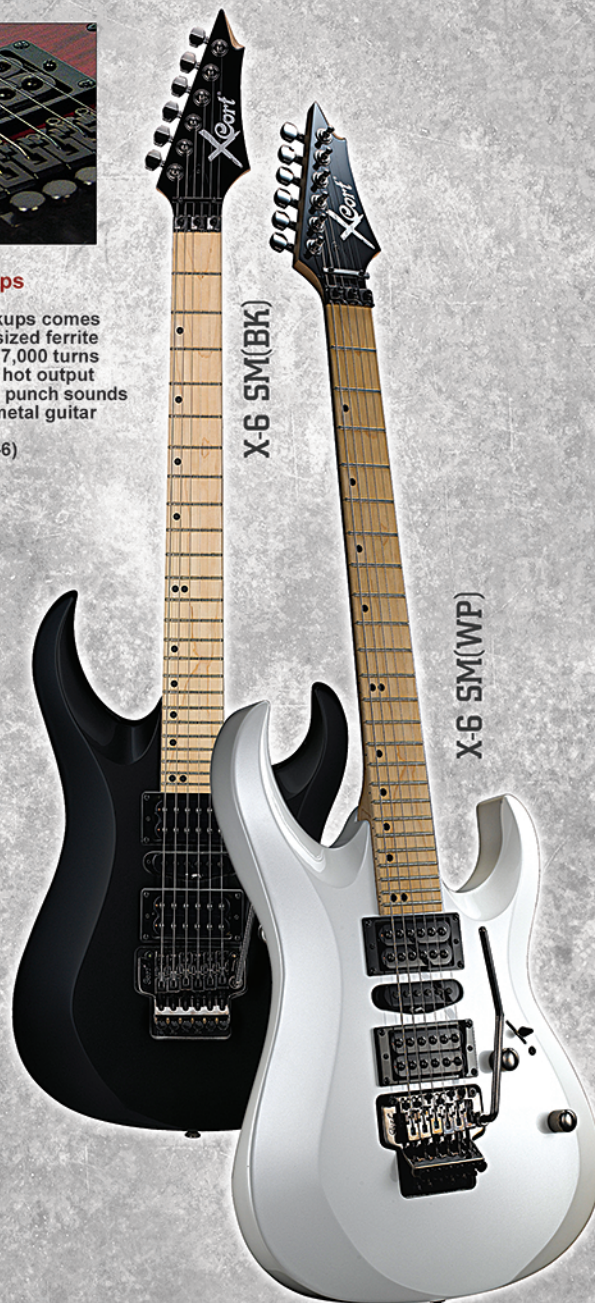 ps
kups comes
sized ferrite
7,000 turns
hot output
punch sounds
metal guitar
6)
X Cort
X Cort
X-6 SM(BK)
X-6 SM(WP)